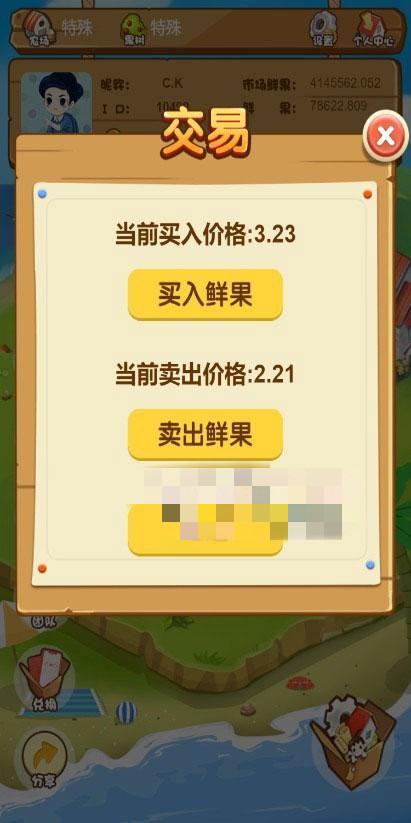 农场 特殊 果树 特殊 设置 个人中心
昵称: C.K 市场鲜果: 4145562.052
ID: 鲜 果: 78622.809
交易
当前买入价格:3.23
买入鲜果
当前卖出价格:2.21
卖出鲜果
团队
兑换
分享